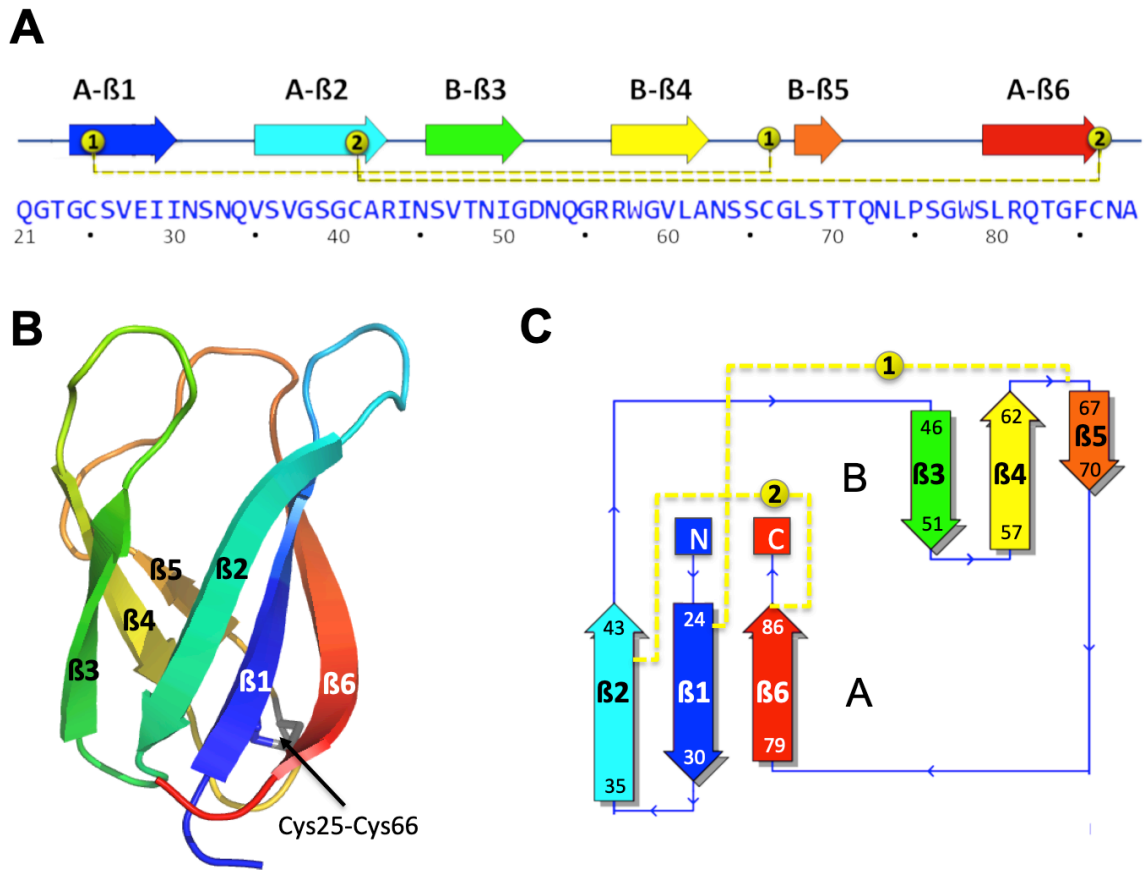 A
A-ß1 A-ß2 B-ß3 B-ß4 B-ß5 A-ß6
1 2 1 2
QGTGCSVEIINSNQVSVGSGCARINSVTNIGDNQGRRWGVLANSSCGLSTTQNLPSGWSLRQTGFCNA
21 • 30 • 40 • 50 • 60 • 70 • 80 •
B
ß5
ß2
ß4
ß3
ß1 ß6
Cys25-Cys66
C
1
67
46 62 ß5
ß3 ß4 70
B
2
51 57
N C
43 24 86
ß2 ß1 ß6 A
30 79
35